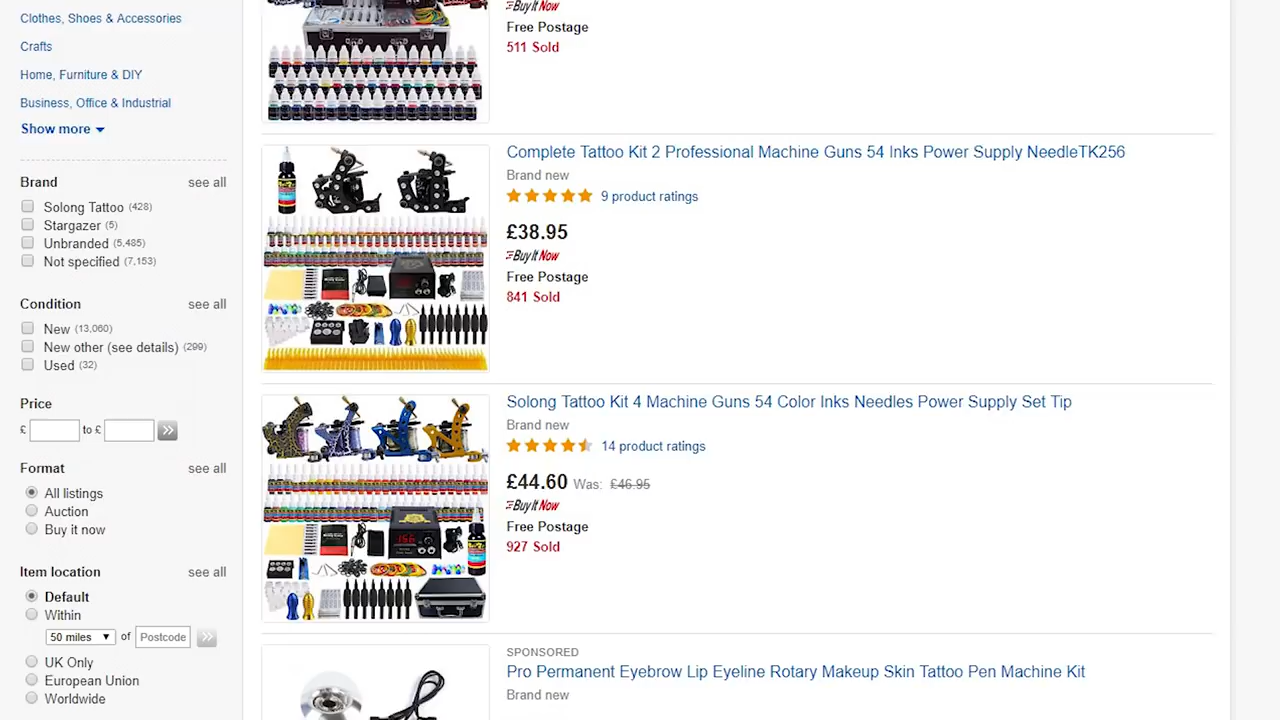 Clothes, Shoes & Accessories
Crafts
Home, Furniture & DIY
Business, Office & Industrial
Show more
Brand see all
Solong Tattoo (428)
Stargazer (5)
Unbranded (5,485)
Not specified (7,153)
Condition see all
New (13,060)
New other (see details) (299)
Used (32)
Price
£ to £
Format see all
All listings
Auction
Buy it now
Item location see all
Default
Within
50 miles of Postcode
UK Only
European Union
Worldwide
Buy It Now
Free Postage
511 Sold
Complete Tattoo Kit 2 Professional Machine Guns 54 Inks Power Supply NeedleTK256
Brand new
9 product ratings
£38.95
Buy It Now
Free Postage
841 Sold
Solong Tattoo Kit 4 Machine Guns 54 Color Inks Needles Power Supply Set Tip
Brand new
14 product ratings
£44.60 Was: £46.95
Buy It Now
Free Postage
927 Sold
SPONSORED
Pro Permanent Eyebrow Lip Eyeline Rotary Makeup Skin Tattoo Pen Machine Kit
Brand new